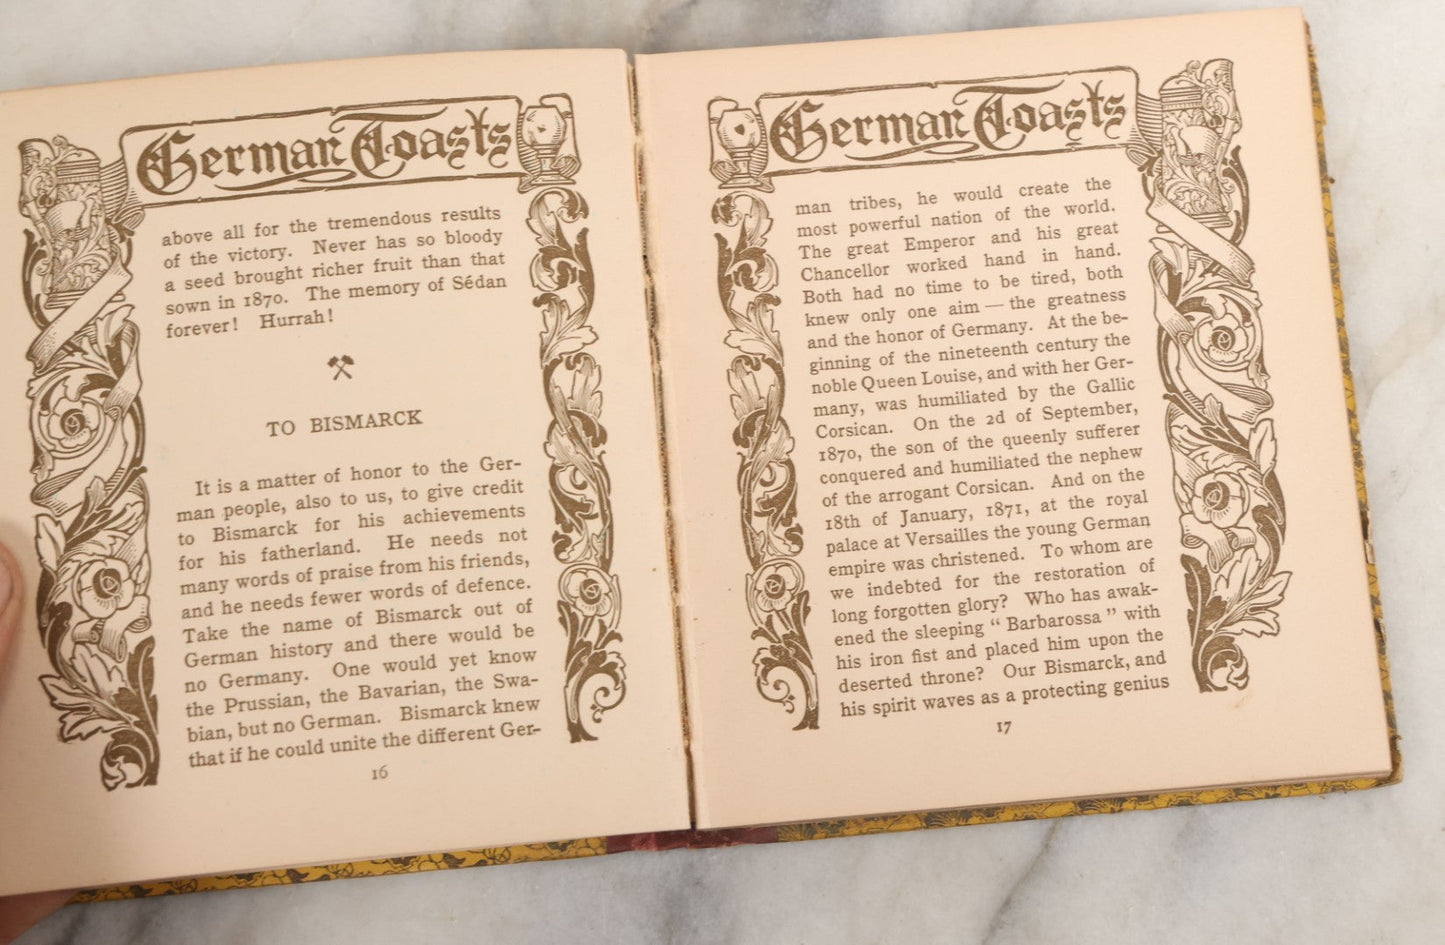 German Toasts
above all for the tremendous results
of the victory. Never has so bloody
a seed brought richer fruit than that
sown in 1870. The memory of Sédan
forever! Hurrah!
TO BISMARCK
It is a matter of honor to the Ger-
man people, also to us, to give credit
to Bismarck for his achievements
for his fatherland. He needs not
many words of praise from his friends,
and he needs fewer words of defence.
Take the name of Bismarck out of
German history and there would be
no Germany. One would yet know
the Prussian, the Bavarian, the Swa-
bian, but no German. Bismarck knew
that if he could unite the different Ger-
16
German Toasts
man tribes, he would create the
most powerful nation of the world.
The great Emperor and his great
Chancellor worked hand in hand.
Both had no time to be tired, both
knew only one aim — the greatness
and the honor of Germany. At the be-
ginning of the nineteenth century the
noble Queen Louise, and with her Ger-
many, was humiliated by the Gallic
Corsican. On the 2d of September,
1870, the son of the queenly sufferer
conquered and humiliated the nephew
of the arrogant Corsican. And on the
18th of January, 1871, at the royal
palace at Versailles the young German
empire was christened. To whom are
we indebted for the restoration of
long forgotten glory? Who has awak-
ened the sleeping “ Barbarossa ” with
his iron fist and placed him upon the
deserted throne? Our Bismarck, and
his spirit waves as a protecting genius
17